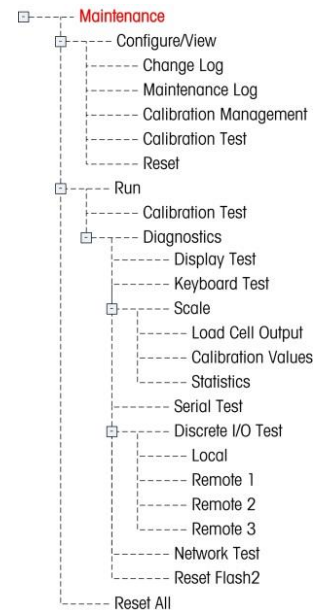 Maintenance
Configure/View
Change Log
Maintenance Log
Calibration Management
Calibration Test
Reset
Run
Calibration Test
Diagnostics
Display Test
Keyboard Test
Scale
Load Cell Output
Calibration Values
Statistics
Serial Test
Discrete I/O Test
Local
Remote 1
Remote 2
Remote 3
Network Test
Reset Flash2
Reset All